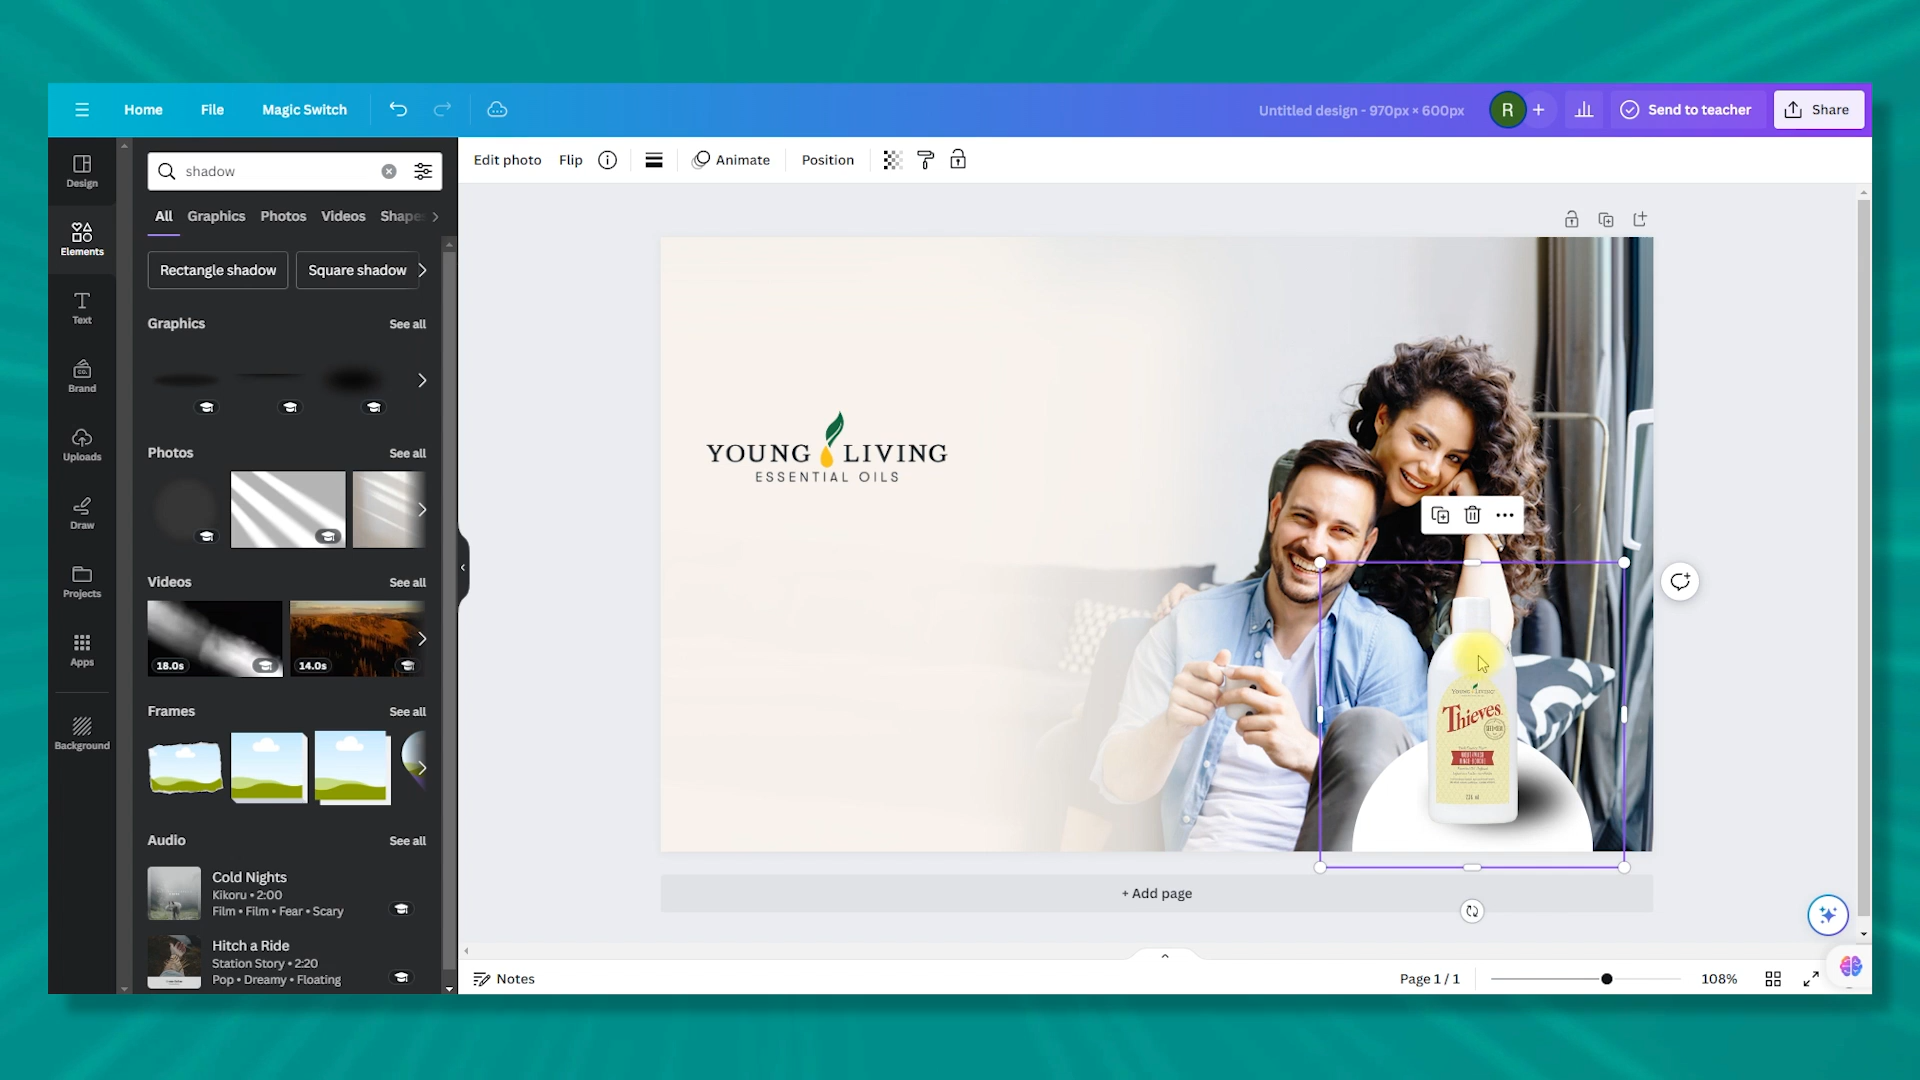 Home File Magic Switch
Untitled design - 970px × 600px
R
Send to teacher
Share
Design
Elements
Text
Brand
Uploads
Draw
Projects
Apps
Background
shadow
All Graphics Photos Videos Shape
Rectangle shadow Square shadow
Graphics See all
Photos See all
Videos See all
18.0s 14.0s
Frames See all
Audio See all
Cold Nights
Kikoru • 2:00
Film • Film • Fear • Scary
Hitch a Ride
Station Story • 2:20
Pop • Dreamy • Floating
Edit photo Flip Animate Position
YOUNG LIVING
ESSENTIAL OILS
YOUNG LIVING
Thieves
+ Add page
Notes
Page 1 / 1
108%